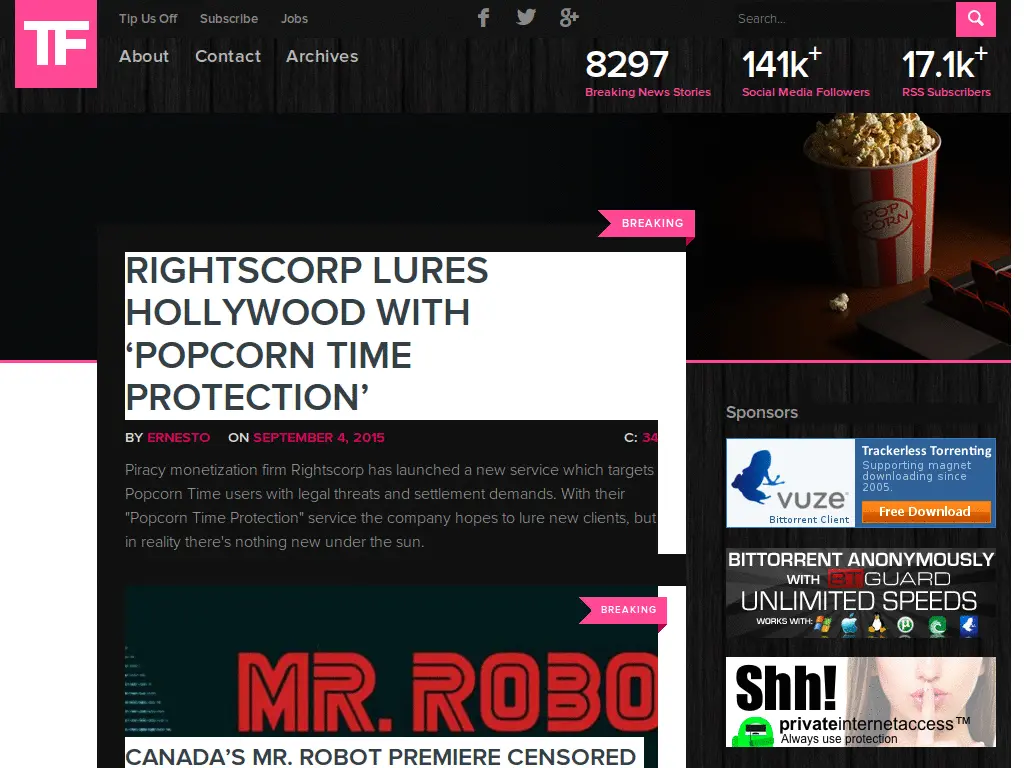 TF
Tip Us Off Subscribe Jobs
Search...
About Contact Archives
8297
Breaking News Stories
141k+
Social Media Followers
17.1k+
RSS Subscribers
POP
CORN
BREAKING
RIGHTSCORP LURES
HOLLYWOOD WITH
‘POPCORN TIME
PROTECTION’
BY ERNESTO ON SEPTEMBER 4, 2015 C: 34
Piracy monetization firm Rightscorp has launched a new service which targets
Popcorn Time users with legal threats and settlement demands. With their
"Popcorn Time Protection" service the company hopes to lure new clients, but
in reality there's nothing new under the sun.
BREAKING
MR. ROBO
CANADA’S MR. ROBOT PREMIERE CENSORED
Sponsors
vuze
Bittorrent Client
Trackerless Torrenting
Supporting magnet
downloading since
2005.
Free Download
BITTORRENT ANONYMOUSLY
WITH BTGUARD
UNLIMITED SPEEDS
WORKS WITH:
Shh!
privateinternetaccess™
Always use protection